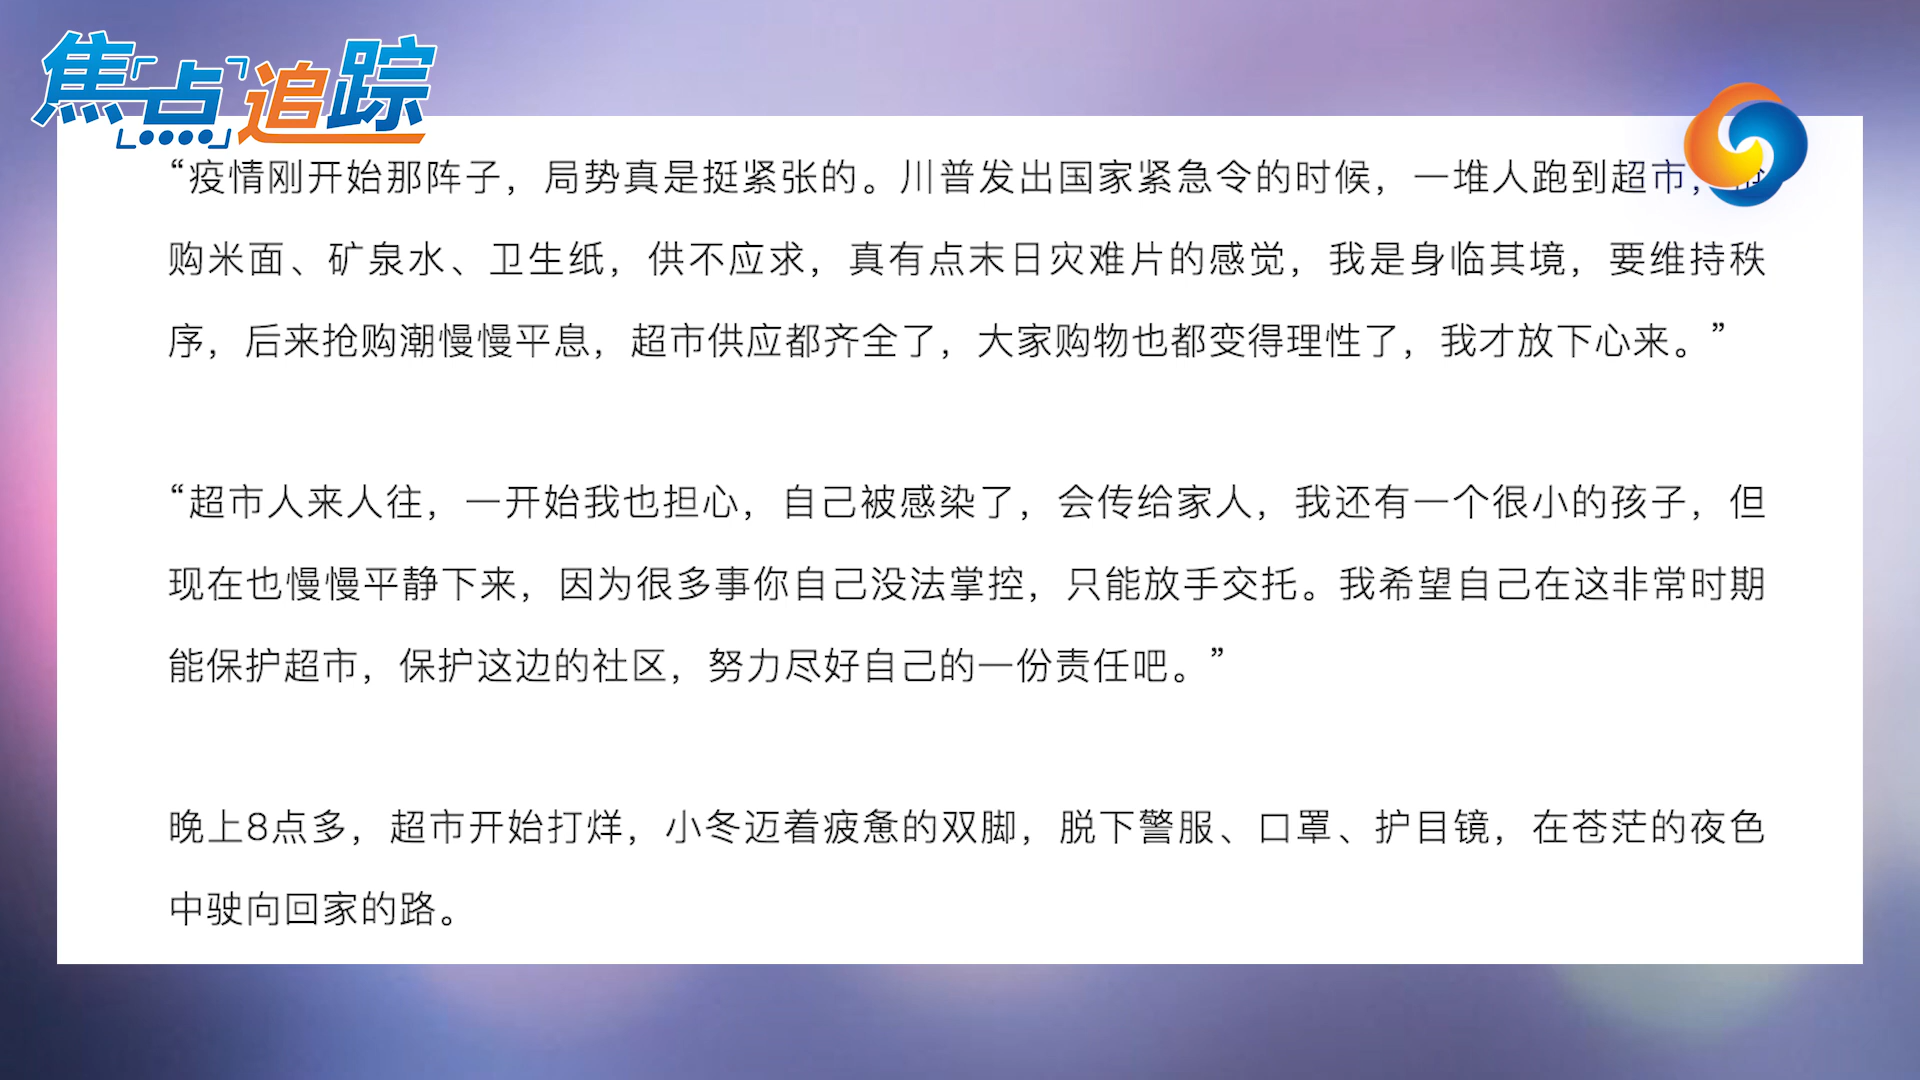 焦点追踪
“疫情刚开始那阵子，局势真是挺紧张的。川普发出国家紧急令的时候，一堆人跑到超市，
购米面、矿泉水、卫生纸，供不应求，真有点末日灾难片的感觉，我是身临其境，要维持秩
序，后来抢购潮慢慢平息，超市供应都齐全了，大家购物也都变得理性了，我才放下心来。”
“超市人来人往，一开始我也担心，自己被感染了，会传给家人，我还有一个很小的孩子，但
现在也慢慢平静下来，因为很多事你自己没法掌控，只能放手交托。我希望自己在这非常时期
能保护超市，保护这边的社区，努力尽好自己的一份责任吧。”
晚上8点多，超市开始打烊，小冬迈着疲惫的双脚，脱下警服、口罩、护目镜，在苍茫的夜色
中驶向回家的路。